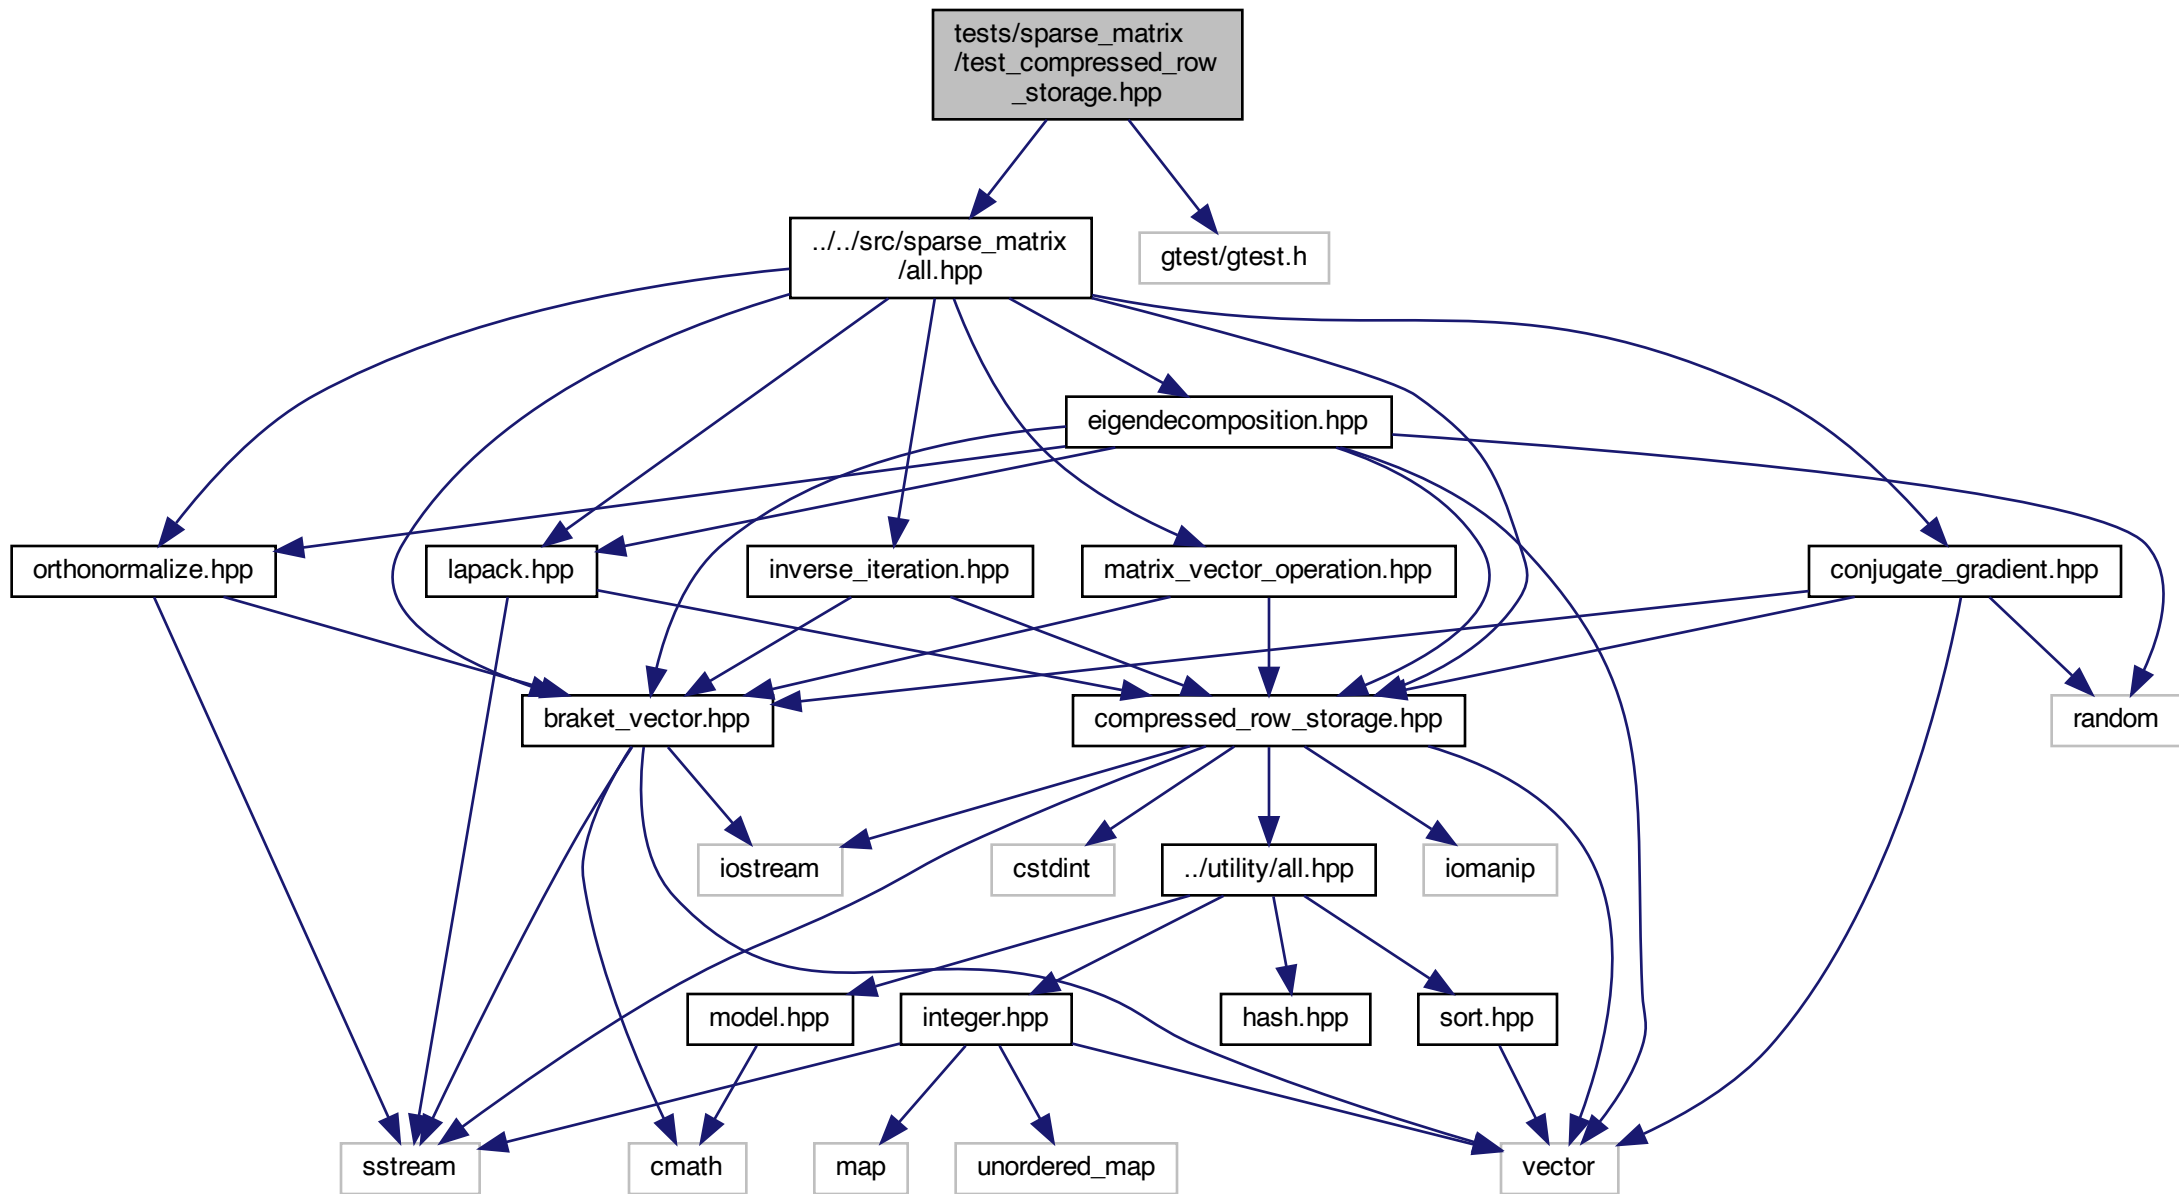 tests/sparse_matrix
/test_compressed_row
_storage.hpp
../../src/sparse_matrix
/all.hpp
gtest/gtest.h
eigendecomposition.hpp
orthonormalize.hpp
lapack.hpp
inverse_iteration.hpp
matrix_vector_operation.hpp
conjugate_gradient.hpp
braket_vector.hpp
compressed_row_storage.hpp
random
iostream
cstdint
../utility/all.hpp
iomanip
model.hpp
integer.hpp
hash.hpp
sort.hpp
sstream
cmath
map
unordered_map
vector